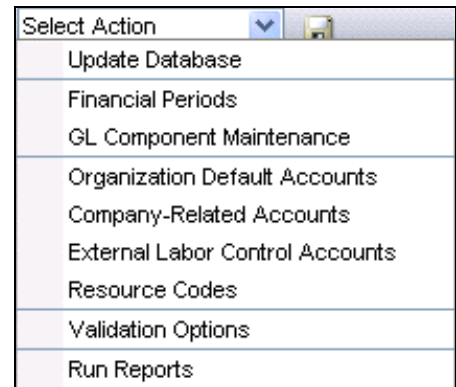 Select Action
Update Database
Financial Periods
GL Component Maintenance
Organization Default Accounts
Company-Related Accounts
External Labor Control Accounts
Resource Codes
Validation Options
Run Reports